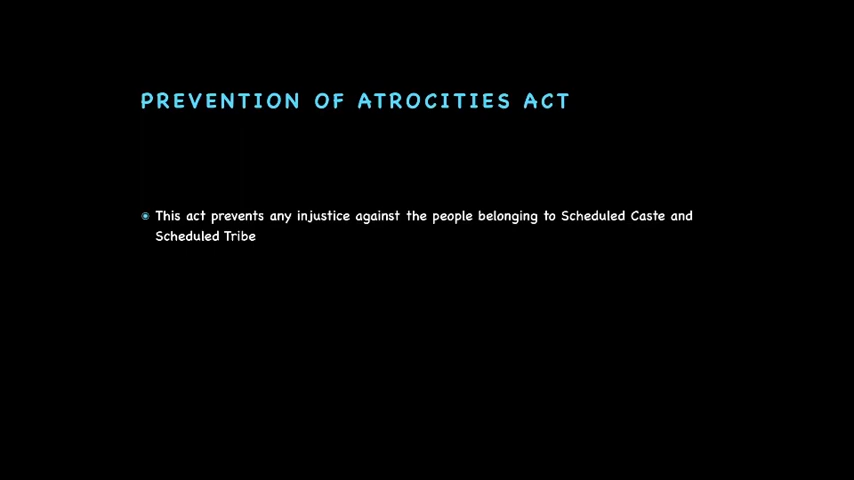 PREVENTION OF ATROCITIES ACT
This act prevents any injustice against the people belonging to Scheduled Caste and
Scheduled Tribe